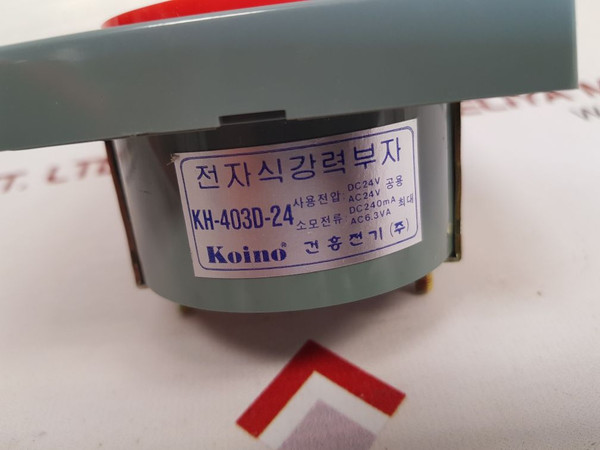 전자식강력부자
KH-403D-24
사용전압: DC24V AC24V 공용
소모전류: DC240mA AC6.3VA 최대
Koino® 건흥전기(주)
T. LTE